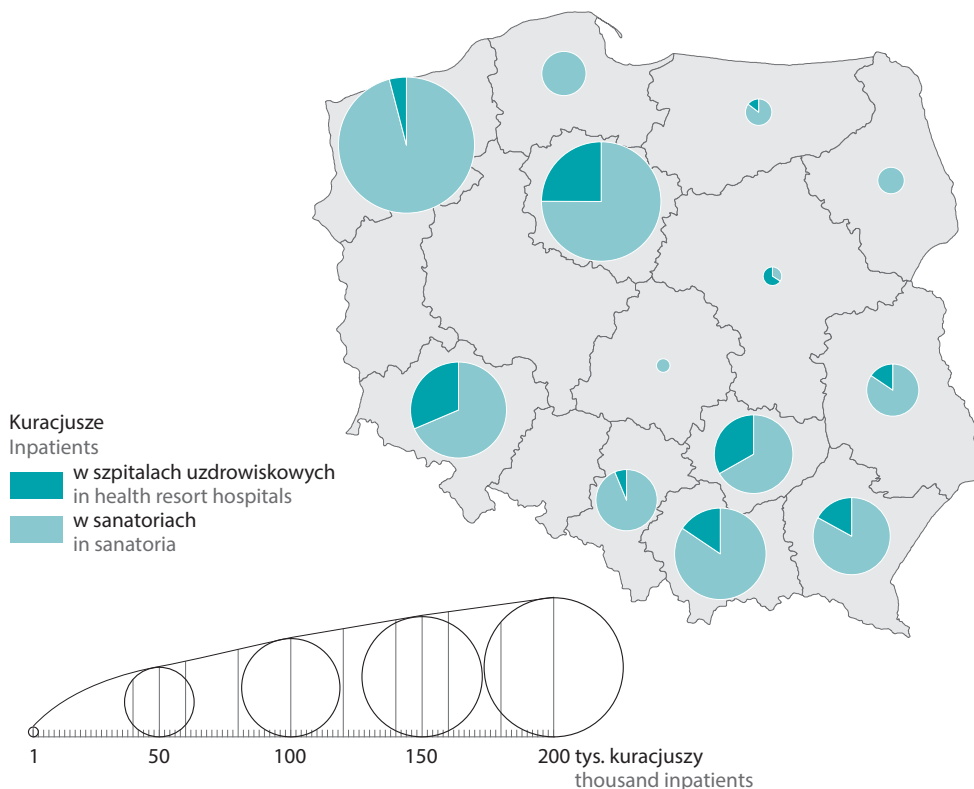 Kuracjusze
Inpatients
w szpitalach uzdrowiskowych
in health resort hospitals
w sanatoriach
in sanatoria
1 50 100 150 200 tys. kuracjuszy
thousand inpatients